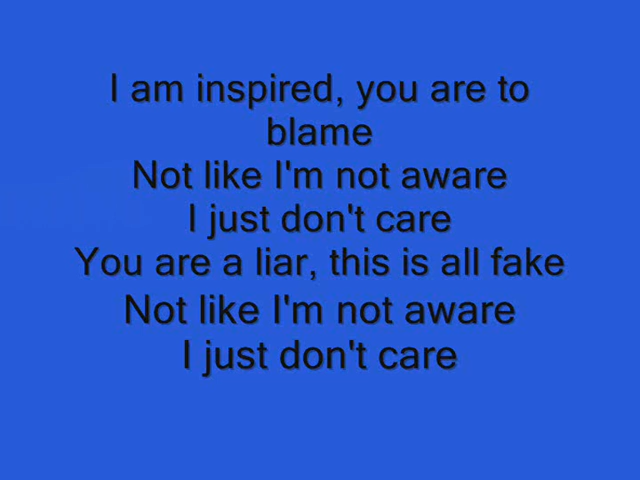 I am inspired, you are to
blame
Not like I'm not aware
I just don't care
You are a liar, this is all fake
Not like I'm not aware
I just don't care